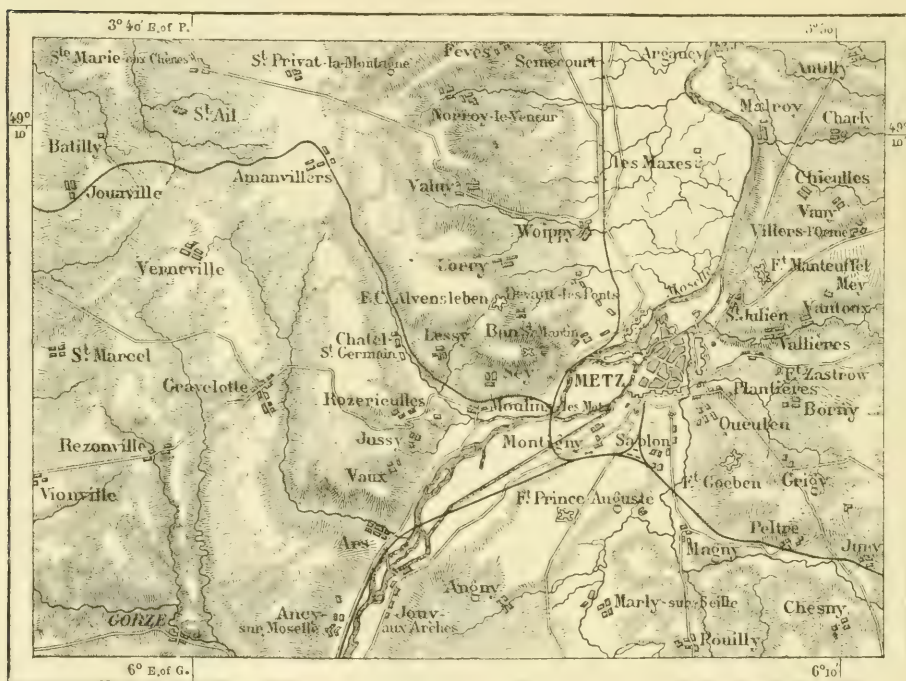 3° 40' E. of P.
3° 50'
Ste Marie aux Chênes
St Privat-la-Montagne
Fèves
Semecourt
Argancy
Antilly
St Ail
Norroy-le-Veneur
Malroy
Charly
49°
10'
49°
10'
Batilly
les Maxes
Amanvillers
Jouaville
Chieulles
Vany
Woippy
Villers-l'Orme
Verneville
Lorry
Ft Manteuffel
Mey
F. C. Alvensleben
Devant-les-Ponts
Moselle
St Julien
Vantoux
Ban St Martin
Chatel-
St Germain
Lessy
St Marcel
Vallières
Gravelotte
Scy
METZ
Ft Zastrow
Plantières
Borny
Rozerieulles
Moulins-les-Metz
Queulen
Jussy
Montigny
Sablon
Rezonville
Vaux
Ft Goeben
Grigy
Vionville
Ft Prince Auguste
Ars
Peltre
Magny
Jury
Augny
Ancy-
sur Moselle
Jouy-
aux Arches
Marly-sur-Seille
Chesny
GORZE
Pouilly
6° E. of G.
6° 10'